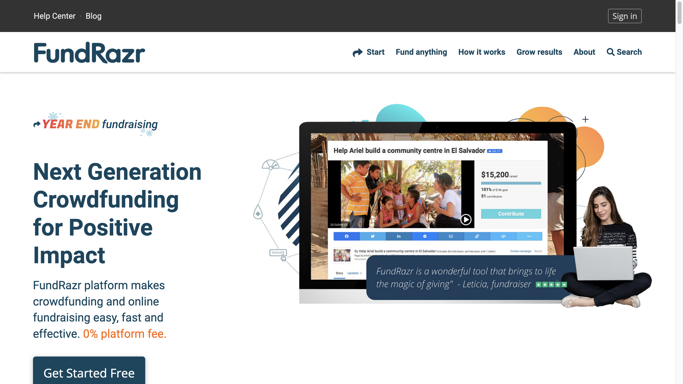 Help Center · Blog
Sign in
FundRazr
Start
Fund anything
How it works
Grow results
About
Search
YEAR END fundraising
Next Generation
Crowdfunding
for Positive
Impact
FundRazr platform makes
crowdfunding and online
fundraising easy, fast and
effective. 0% platform fee.
Get Started Free
Help Ariel build a community centre in El Salvador
$15,200
Contribute
FundRazr is a wonderful tool that brings to life
the magic of giving" - Leticia, fundraiser